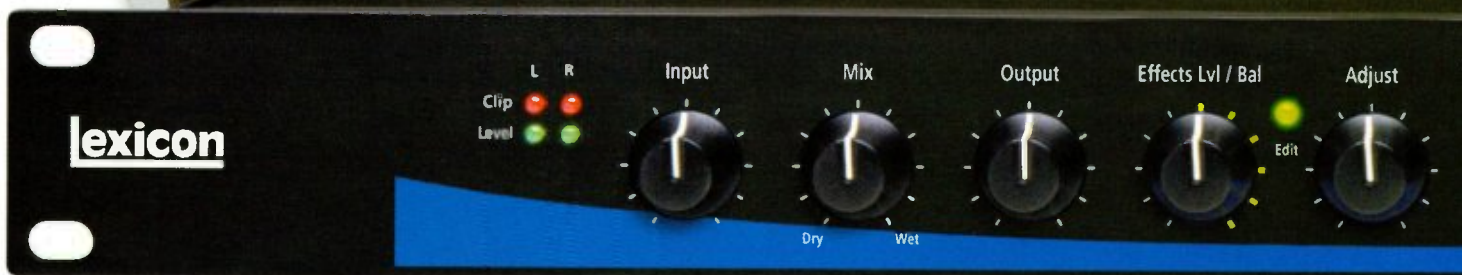 lexicon
L R
Clip
Level
Input
Mix
Output
Effects Lvl / Bal
Adjust
Edit
Dry
Wet